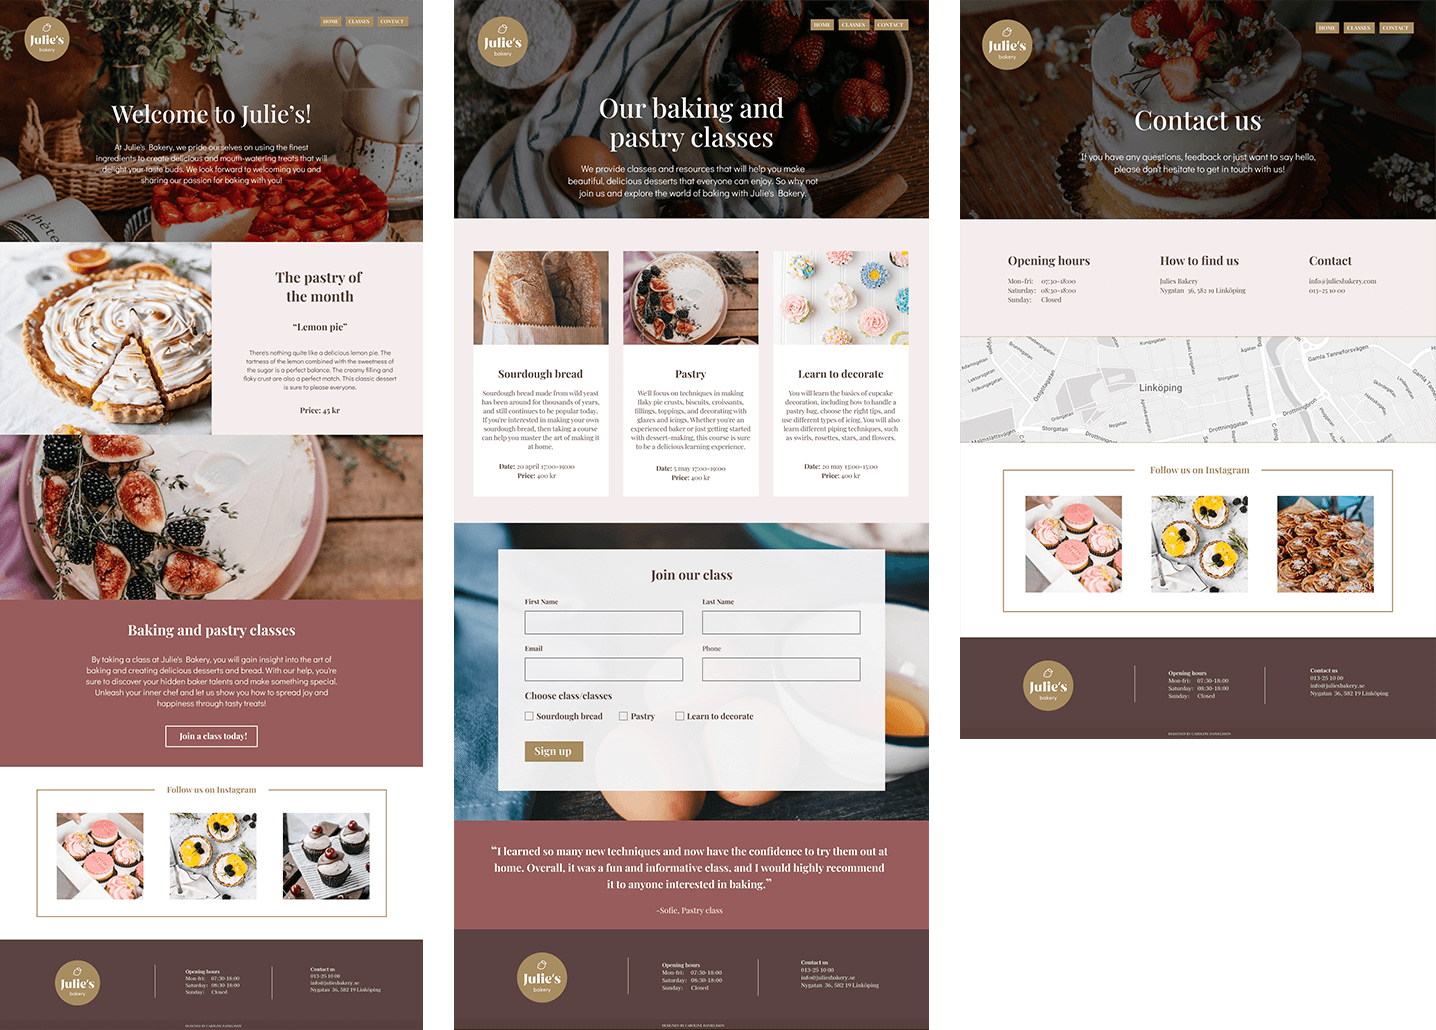 Julie's
bakery
HOME
CLASSES
CONTACT
Welcome to Julie's!
At Julie's Bakery, we pride ourselves on using the finest
ingredients to create delicious and mouth-watering treats that will
delight your taste buds. We look forward to welcoming you and
sharing our passion for baking with you!
The pastry of
the month
“Lemon pie”
There's nothing quite like a delicious lemon pie. The
tartness of the lemon combined with the sweetness of
the sugar is a perfect balance. The creamy filling and
flaky crust are also a perfect match. This classic dessert
is sure to please everyone.
Price: 45 kr
Baking and pastry classes
By taking a class at Julie's Bakery, you will gain insight into the art of
baking and creating delicious desserts and bread. With our help, you're
sure to discover your hidden baker talents and make something special.
Unleash your inner chef and let us show you how to spread joy and
happiness through tasty treats!
Join a class today!
Follow us on Instagram
Julie's
bakery
Opening hours
Mon-fri: 07:30-18:00
Saturday: 08:30-18:00
Sunday: Closed
Contact us
013-25 10 00
info@juliesbakery.se
Nygatan 36, 582 19 Linköping
DESIGNED BY CAROLINE DANIELSSON
Julie's
bakery
HOME
CLASSES
CONTACT
Our baking and
pastry classes
We provide classes and resources that will help you make
beautiful, delicious desserts that everyone can enjoy. So why not
join us and explore the world of baking with Julie's Bakery.
Sourdough bread
Sourdough bread made from wild yeast
has been around for thousands of years,
and still continues to be popular today.
If you're interested in making your own
sourdough bread, then taking a course
can help you master the art of making it
at home.
Date: 20 april 17:00-19:00
Price: 400 kr
Pastry
We'll focus on techniques in making
flaky pie crusts, biscuits, croissants,
fillings, toppings, and decorating with
glazes and icings. Whether you're an
experienced baker or just getting started
with dessert-making, this course is sure
to be a delicious learning experience.
Date: 5 may 17:00-19:00
Price: 400 kr
Learn to decorate
You will learn the basics of cupcake
decoration, including how to handle a
pastry bag, choose the right tips, and
use different types of icing. You will also
learn different piping techniques, such
as swirls, rosettes, stars, and flowers.
Date: 20 may 13:00-15:00
Price: 400 kr
Join our class
First Name
Last Name
Email
Phone
Choose class/classes
Sourdough bread
Pastry
Learn to decorate
Sign up
“I learned so many new techniques and now have the confidence to try them out at
home. Overall, it was a fun and informative class, and I would highly recommend
it to anyone interested in baking.”
-Sofie, Pastry class
Julie's
bakery
Opening hours
Mon-fri: 07:30-18:00
Saturday: 08:30-18:00
Sunday: Closed
Contact us
013-25 10 00
info@juliesbakery.se
Nygatan 36, 582 19 Linköping
DESIGNED BY CAROLINE DANIELSSON
Julie's
bakery
HOME
CLASSES
CONTACT
Contact us
If you have any questions, feedback or just want to say hello,
please don't hesitate to get in touch with us!
Opening hours
Mon-fri: 07:30-18:00
Saturday: 08:30-18:00
Sunday: Closed
How to find us
Julies Bakery
Nygatan 36, 582 19 Linköping
Contact
info@juliesbakery.com
013-25 10 00
Linköping
Gamla Tanneforsvägen
Drottninggatan
Drottningbron
Storgatan
Follow us on Instagram
Julie's
bakery
Opening hours
Mon-fri: 07:30-18:00
Saturday: 08:30-18:00
Sunday: Closed
Contact us
013-25 10 00
info@juliesbakery.se
Nygatan 36, 582 19 Linköping
DESIGNED BY CAROLINE DANIELSSON